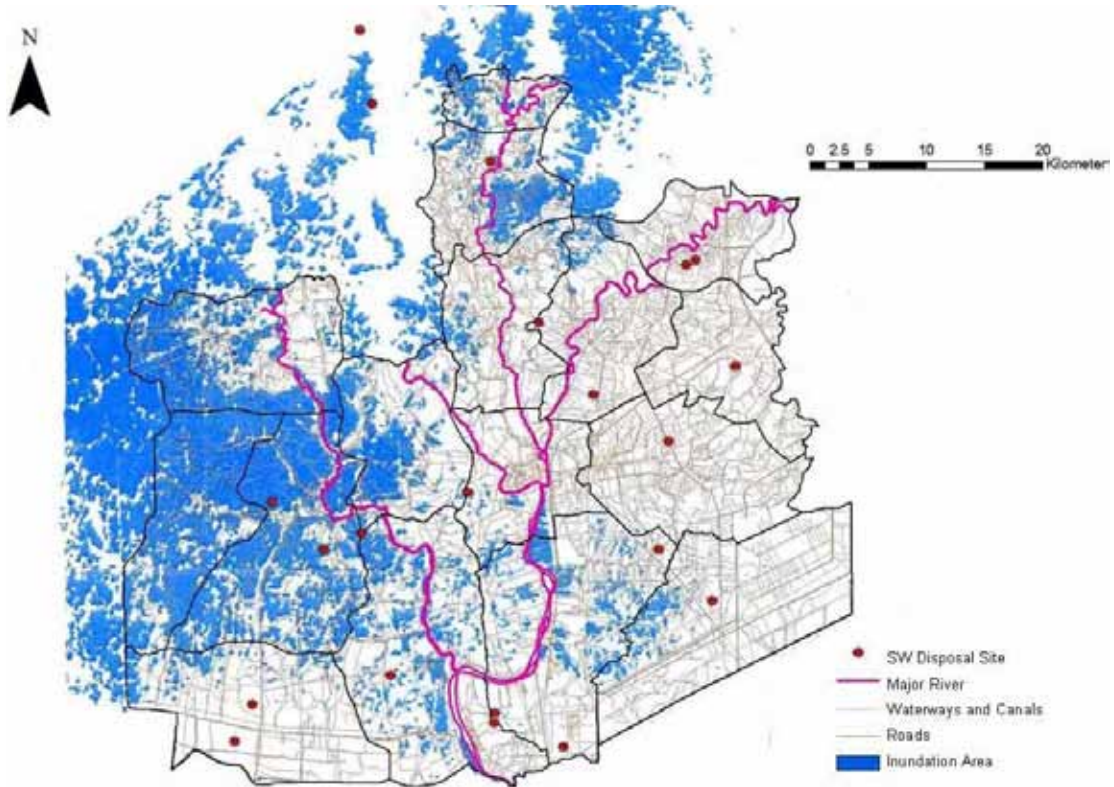 N
0 2.5 5 10 15 20
Kilometer
SW Disposal Site
Major River
Waterways and Canals
Roads
Inundation Area